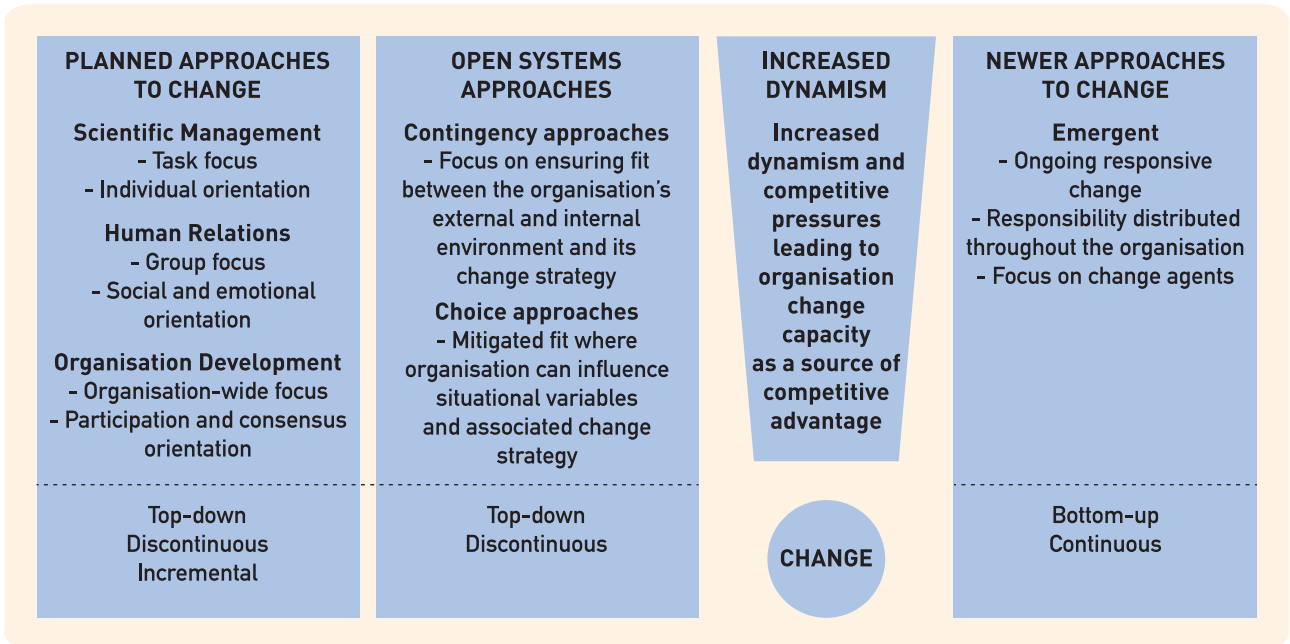 PLANNED APPROACHES
TO CHANGE
Scientific Management
- Task focus
- Individual orientation
Human Relations
- Group focus
- Social and emotional
orientation
Organisation Development
- Organisation-wide focus
- Participation and consensus
orientation
Top-down
Discontinuous
Incremental
OPEN SYSTEMS
APPROACHES
Contingency approaches
- Focus on ensuring fit
between the organisation’s
external and internal
environment and its
change strategy
Choice approaches
- Mitigated fit where
organisation can influence
situational variables
and associated change
strategy
Top-down
Discontinuous
INCREASED
DYNAMISM
Increased
dynamism and
competitive
pressures
leading to
organisation
change
capacity
as a source of
competitive
advantage
CHANGE
NEWER APPROACHES
TO CHANGE
Emergent
- Ongoing responsive
change
- Responsibility distributed
throughout the organisation
- Focus on change agents
Bottom-up
Continuous